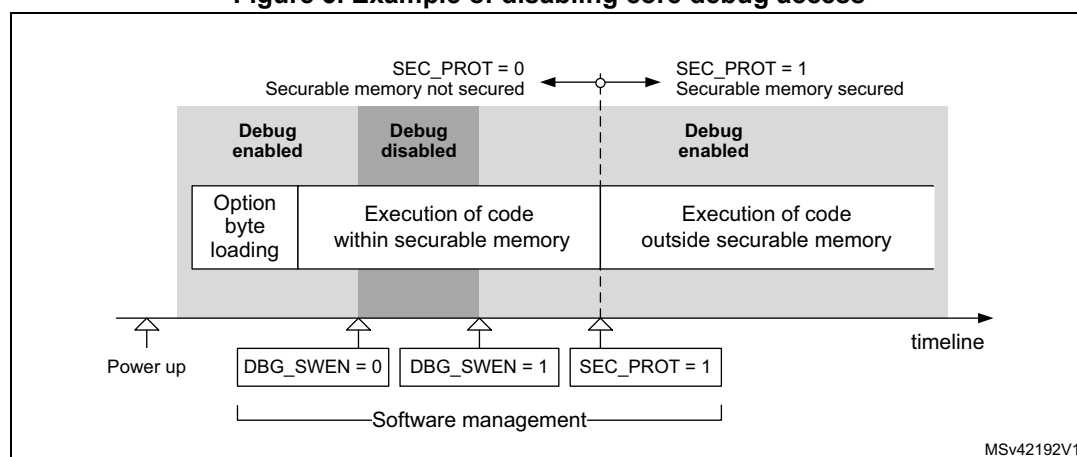 Figure Example of disabling core debug access
SEC_PROT = 0
Securable memory not secured
SEC_PROT = 1
Securable memory secured
Debug
enabled
Debug
disabled
Debug
enabled
Option
byte
loading
Execution of code
within securable memory
Execution of code
outside securable memory
timeline
Power up
DBG_SWEN = 0
DBG_SWEN = 1
SEC_PROT = 1
Software management
MSv42192V1